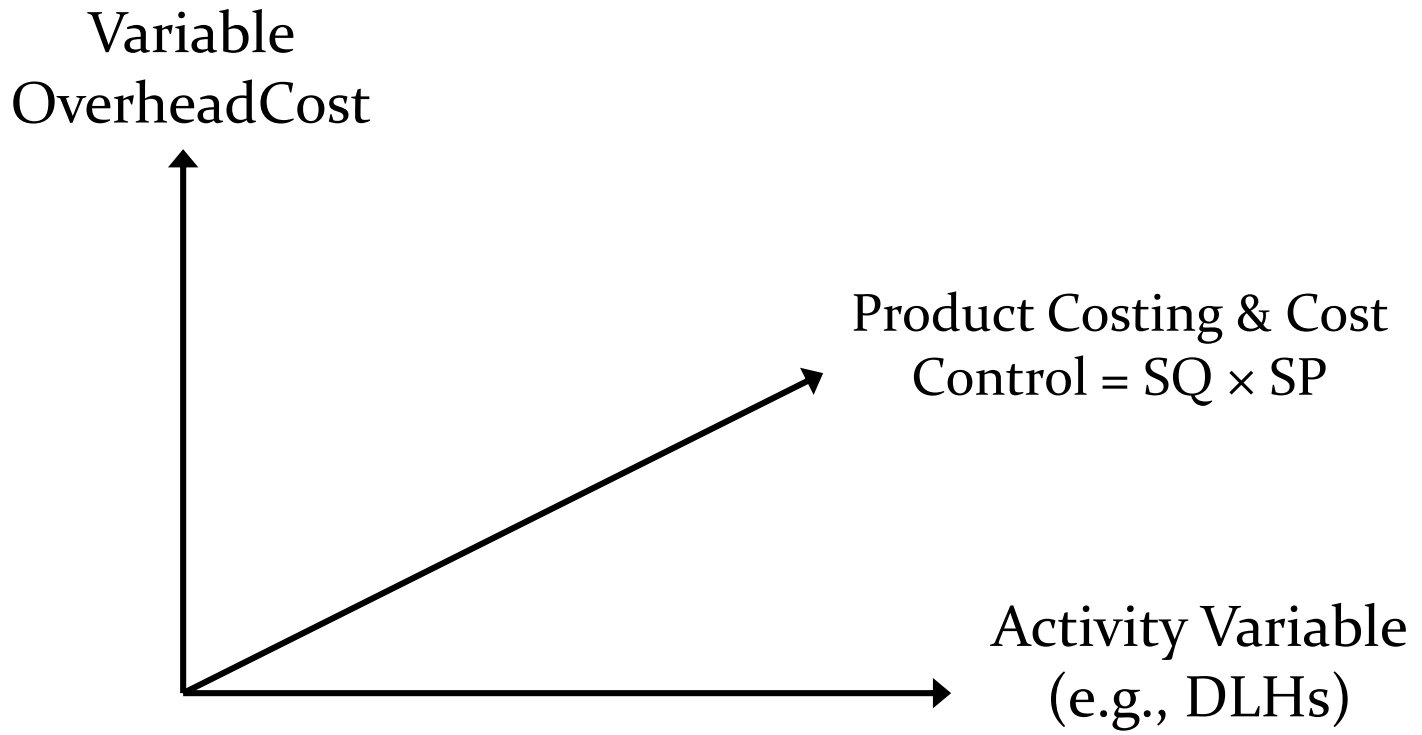 Variable
OverheadCost
Product Costing & Cost
Control = SQ × SP
Activity Variable
(e.g., DLHs)